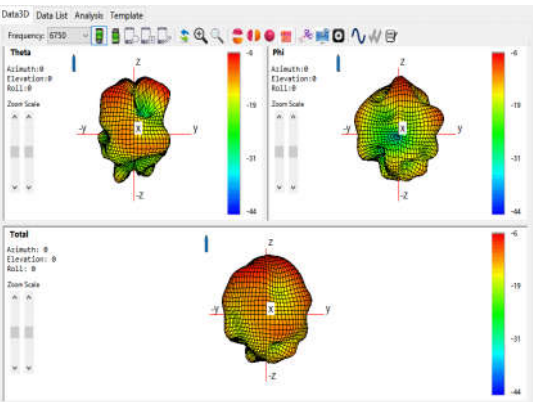 Data3D Data List Analysis Template
Frequency: 6750
Theta
Azimuth:0
Elevation:0
Roll:0
Zoom Scale
Z
-y
X
y
-Z
-6
-19
-31
-44
Phi
Azimuth:0
Elevation:0
Roll:0
Zoom Scale
Z
-y
X
y
-Z
-6
-19
-31
-44
Total
Azimuth: 0
Elevation: 0
Roll: 0
Zoom Scale
Z
-y
X
y
-Z
-6
-19
-31
-44